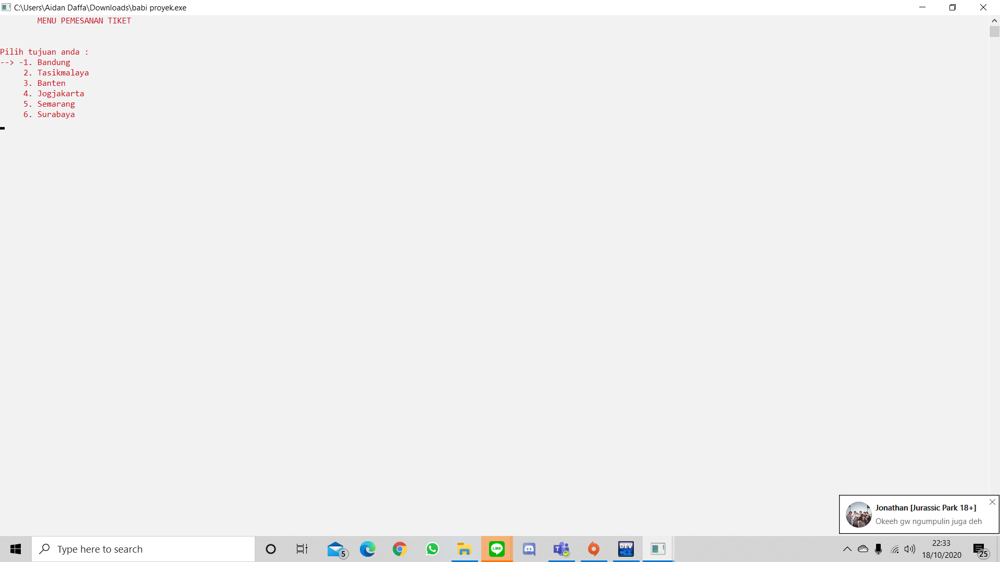 C:\Users\Aidan Daffa\Downloads\babi proyek.exe
MENU PEMESANAN TIKET
Pilih tujuan anda :
--> -1. Bandung
2. Tasikmalaya
3. Banten
4. Jogjakarta
5. Semarang
6. Surabaya
Jonathan [Jurassic Park 18+]
Okeeh gw ngumpulin juga deh
Type here to search
5
LINE
T
DEV
C++
22:33
18/10/2020
25